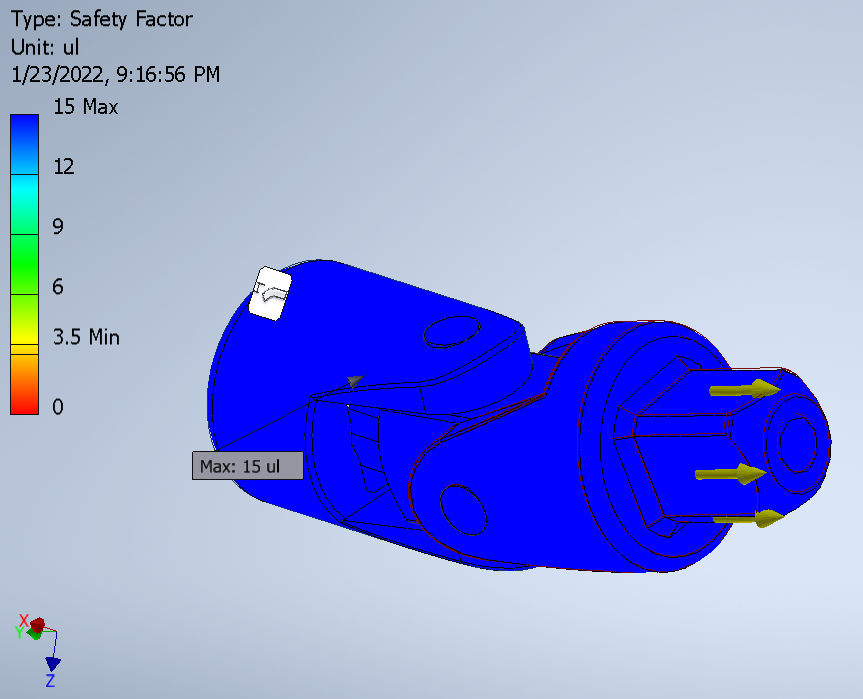 Type: Safety Factor
Unit: ul
1/23/2022, 9:16:56 PM
15 Max
12
9
6
3.5 Min
0
Max: 15 ul
X
Y
Z